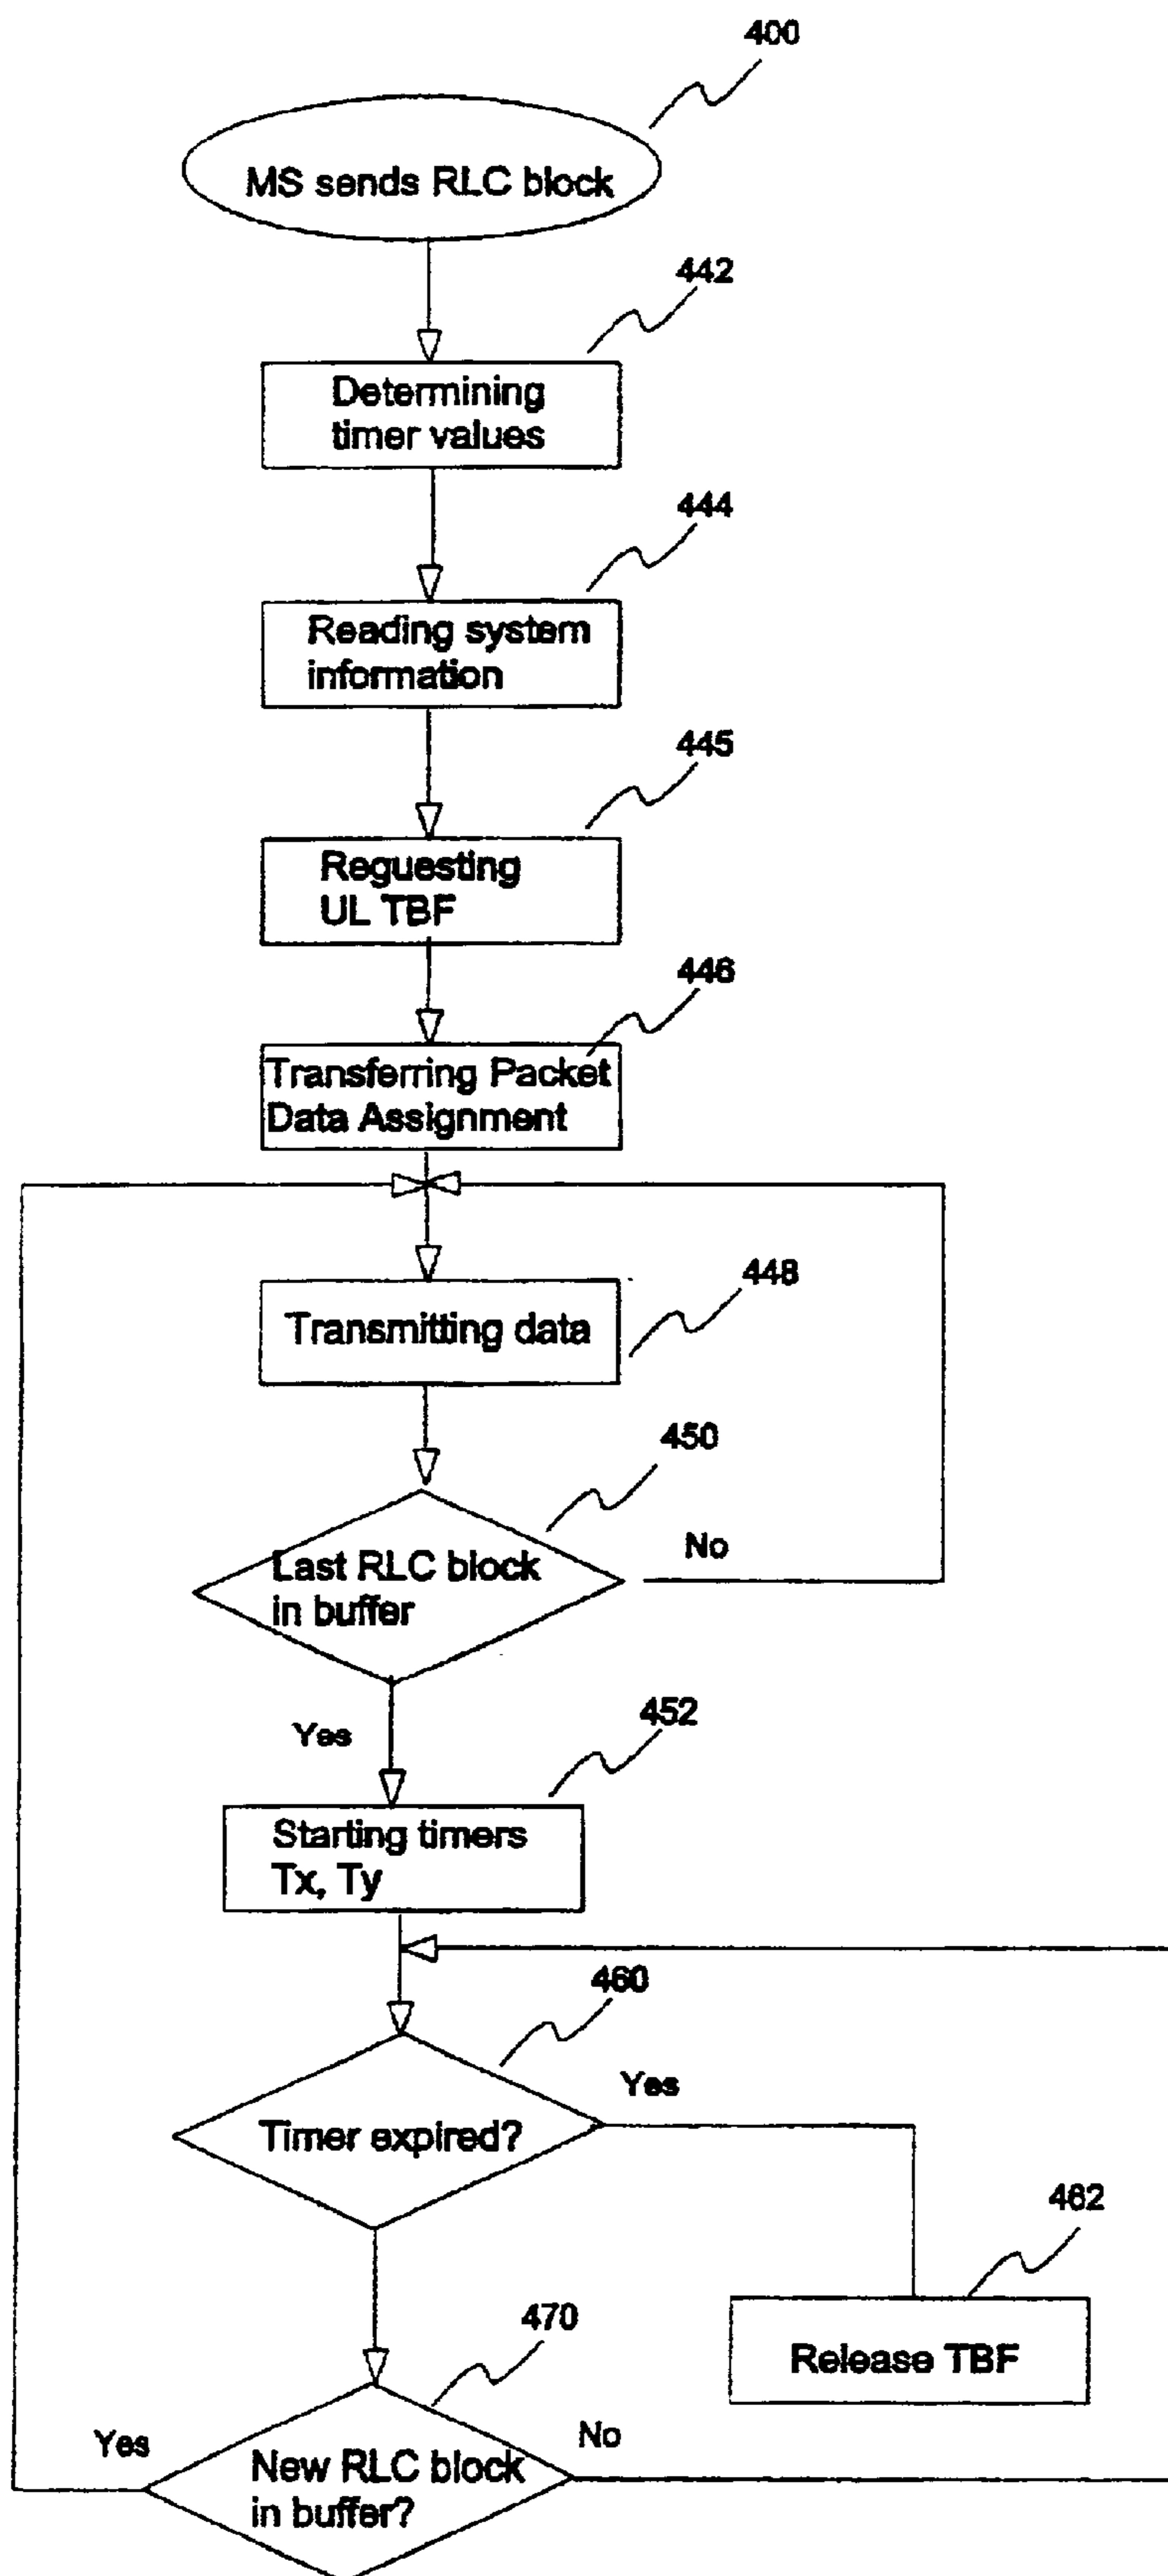 400
MS sends RLC block
442
Determining
timer values
444
Reading system
information
445
Reguesting
UL TBF
446
Transferring Packet
Data Assignment
448
Transmitting data
450
Last RLC block
in buffer
No
Yes
452
Starting timers
Tx, Ty
460
Yes
Timer expired?
462
Release TBF
470
Yes
No
New RLC block
in buffer?